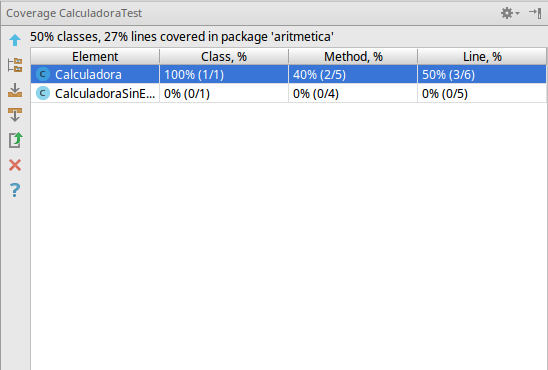 Coverage CalculadoraTest
50% classes, 27% lines covered in package 'aritmetica'
Element Class, % Method, % Line, %
C Calculadora 100% (1/1) 40% (2/5) 50% (3/6)
C CalculadoraSinE... 0% (0/1) 0% (0/4) 0% (0/5)
?